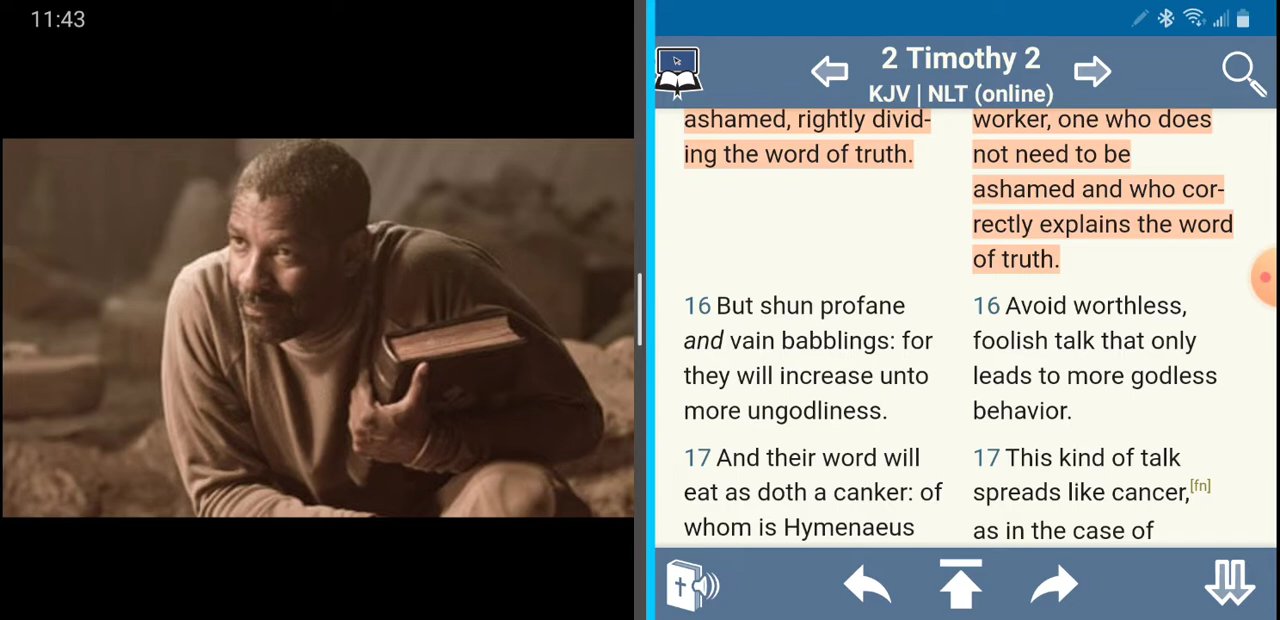 11:43
2 Timothy 2
KJV | NLT (online)
ashamed, rightly divid-
ing the word of truth.
16 But shun profane
and vain babblings: for
they will increase unto
more ungodliness.
17 And their word will
eat as doth a canker: of
whom is Hymenaeus
worker, one who does
not need to be
ashamed and who cor-
rectly explains the word
of truth.
16 Avoid worthless,
foolish talk that only
leads to more godless
behavior.
17 This kind of talk
spreads like cancer,[fn]
as in the case of